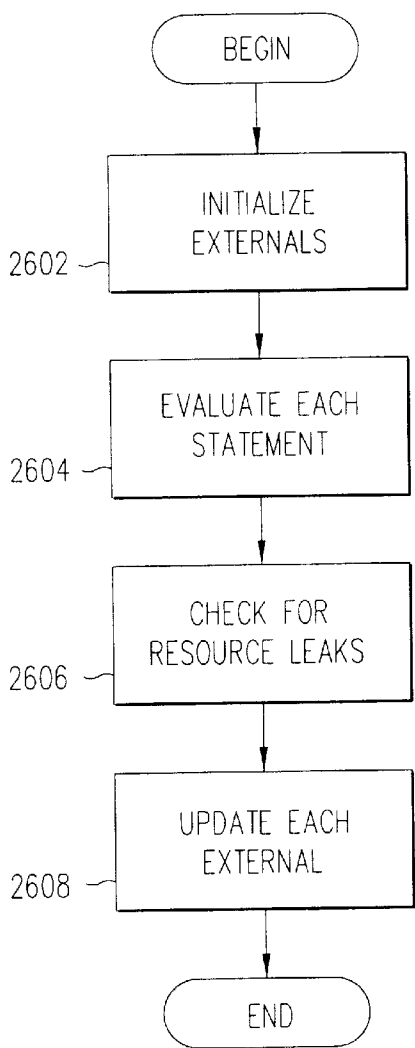 BEGIN
INITIALIZE
EXTERNALS
2602
EVALUATE EACH
STATEMENT
2604
CHECK FOR
RESOURCE LEAKS
2606
UPDATE EACH
EXTERNAL
2608
END